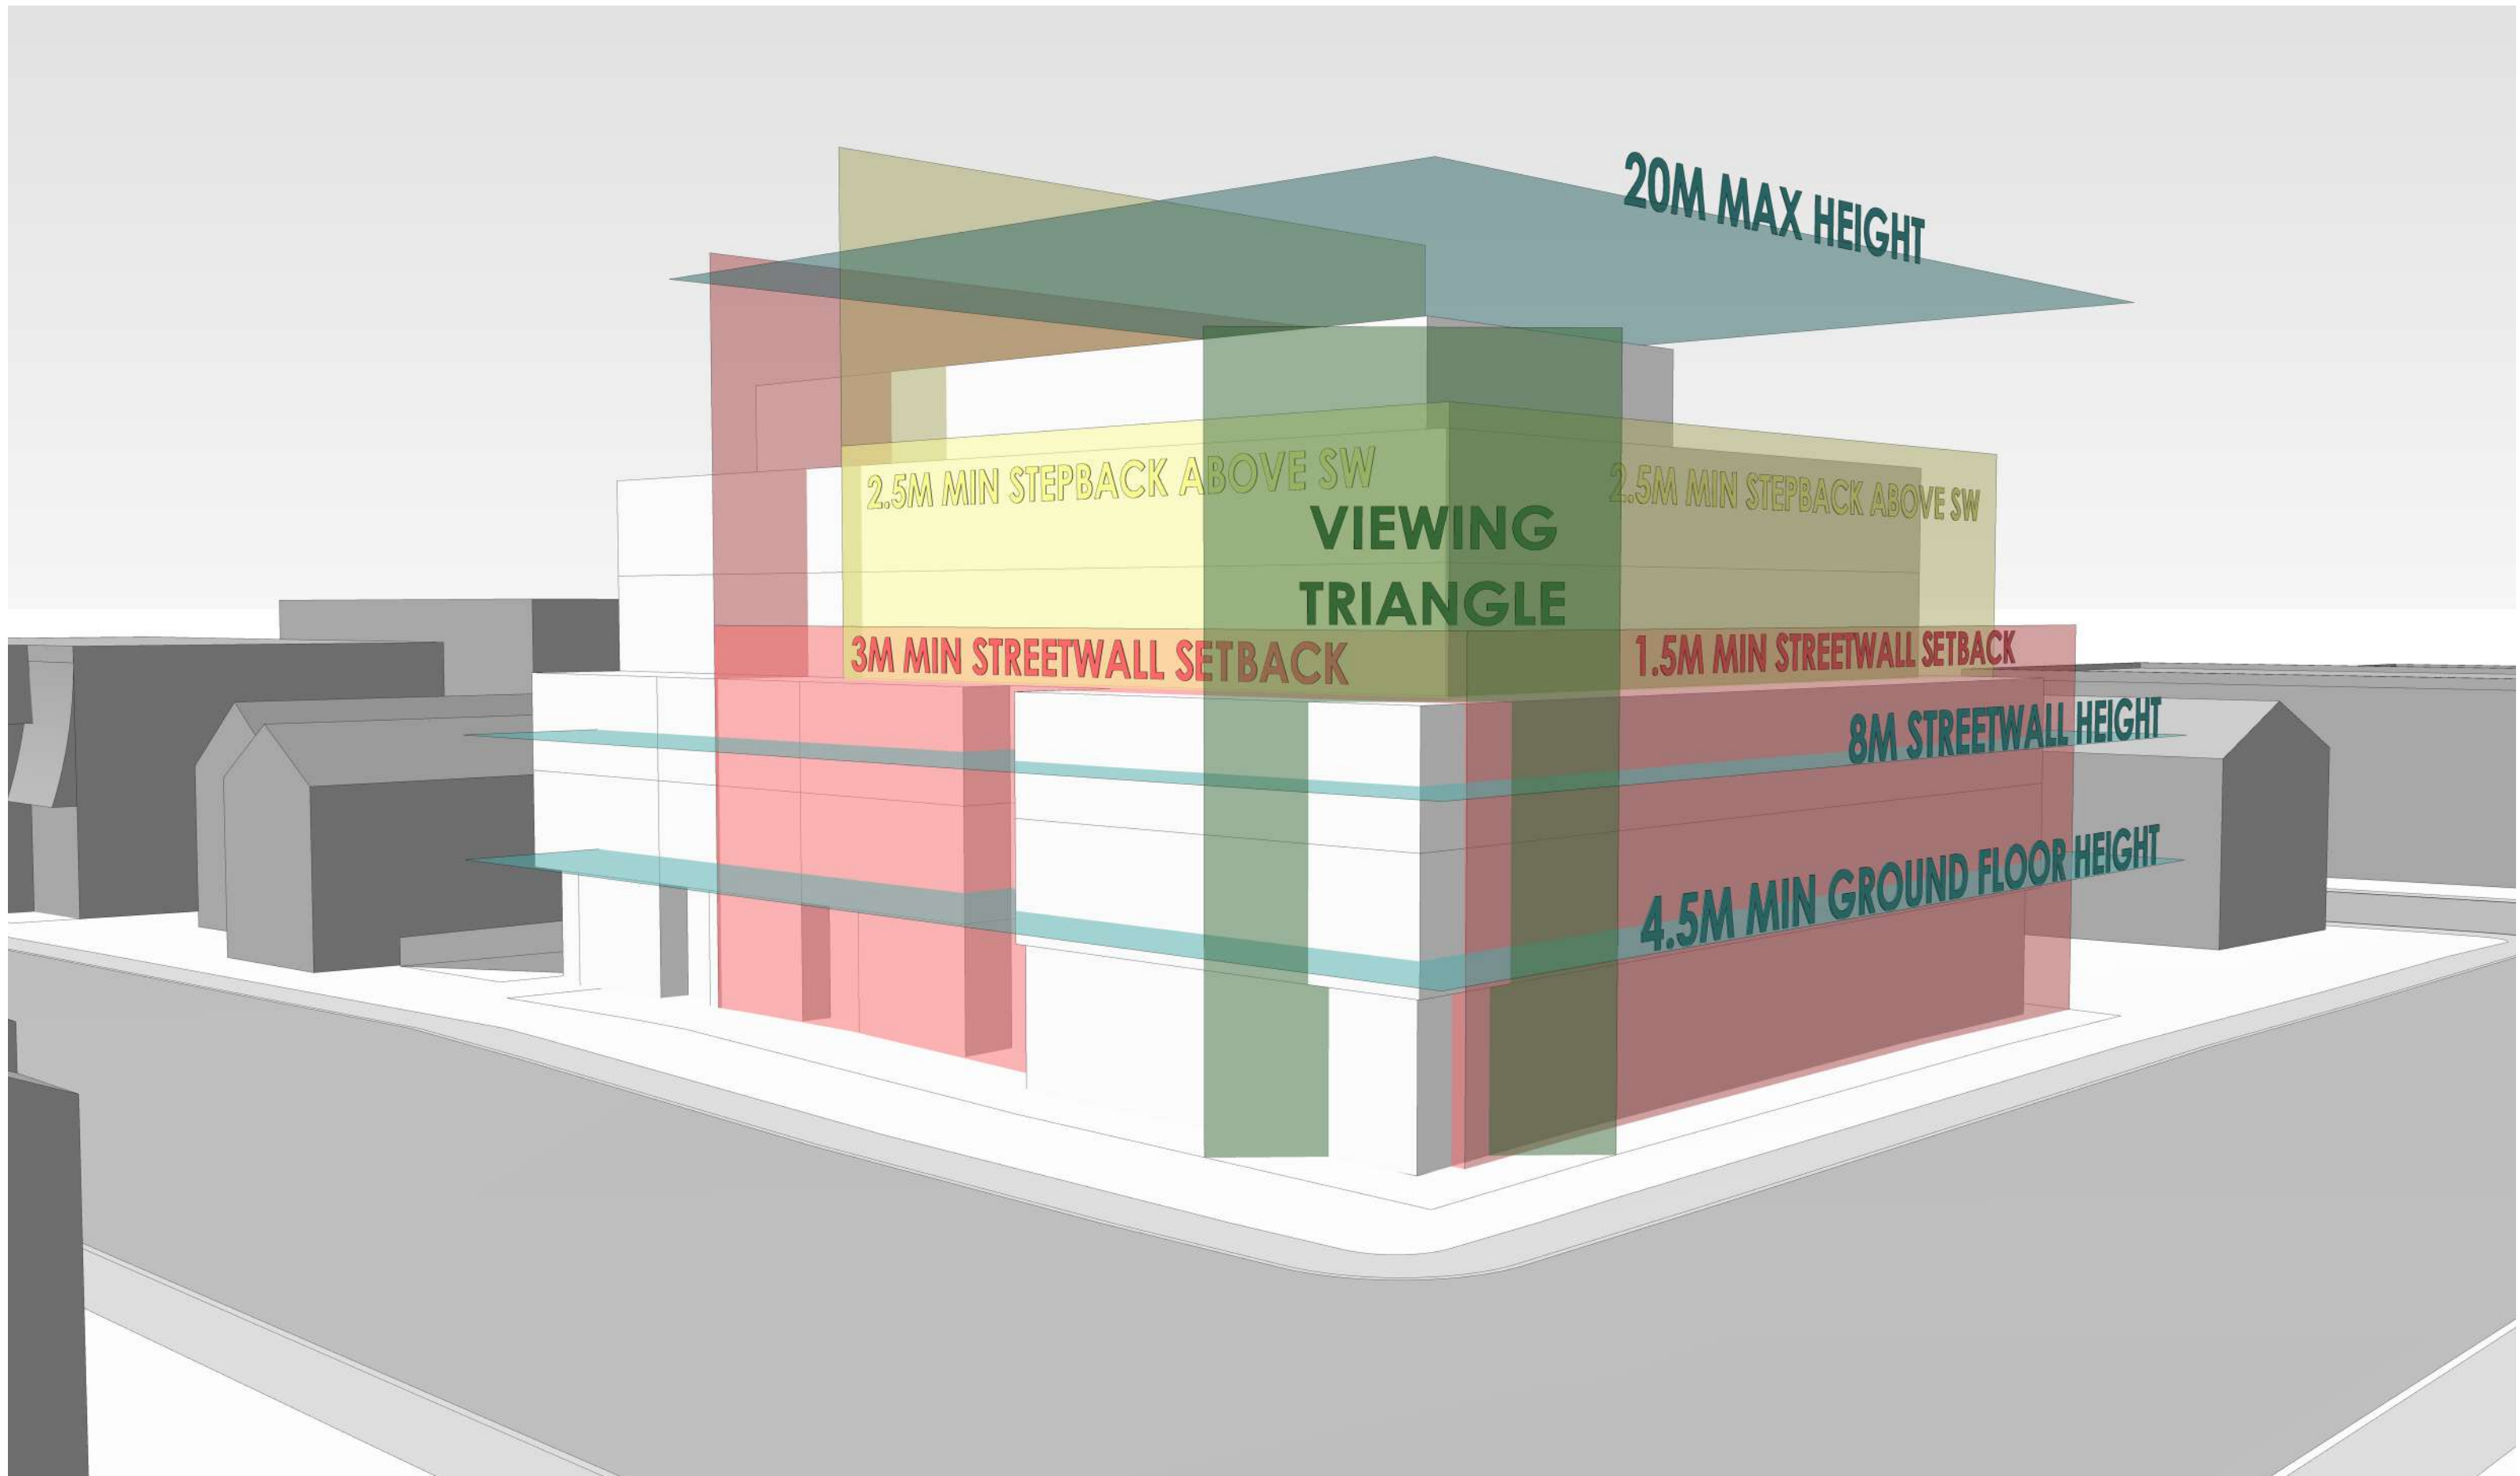 20M MAX HEIGHT
2.5M MIN STEPBACK ABOVE SW
2.5M MIN STEPBACK ABOVE SW
VIEWING
TRIANGLE
3M MIN STREETWALL SETBACK
1.5M MIN STREETWALL SETBACK
8M STREETWALL HEIGHT
4.5M MIN GROUND FLOOR HEIGHT